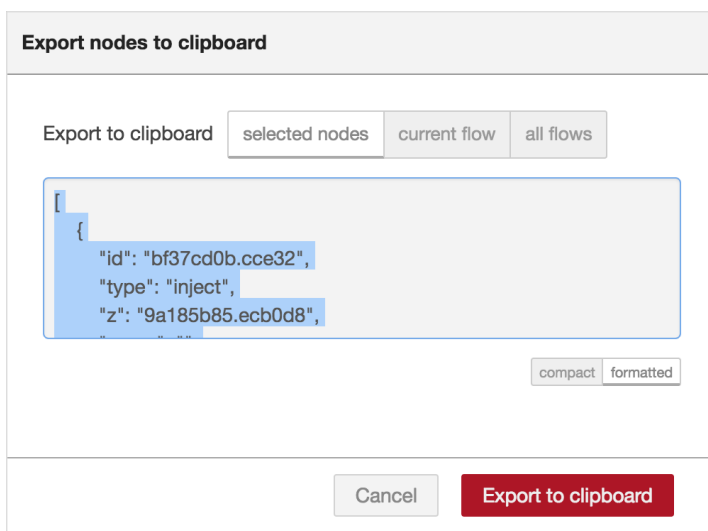 Export nodes to clipboard
Export to clipboard selected nodes current flow all flows
[
{
"id": "bf37cd0b.cce32",
"type": "inject",
"z": "9a185b85.ecb0d8",
compact formatted
Cancel Export to clipboard